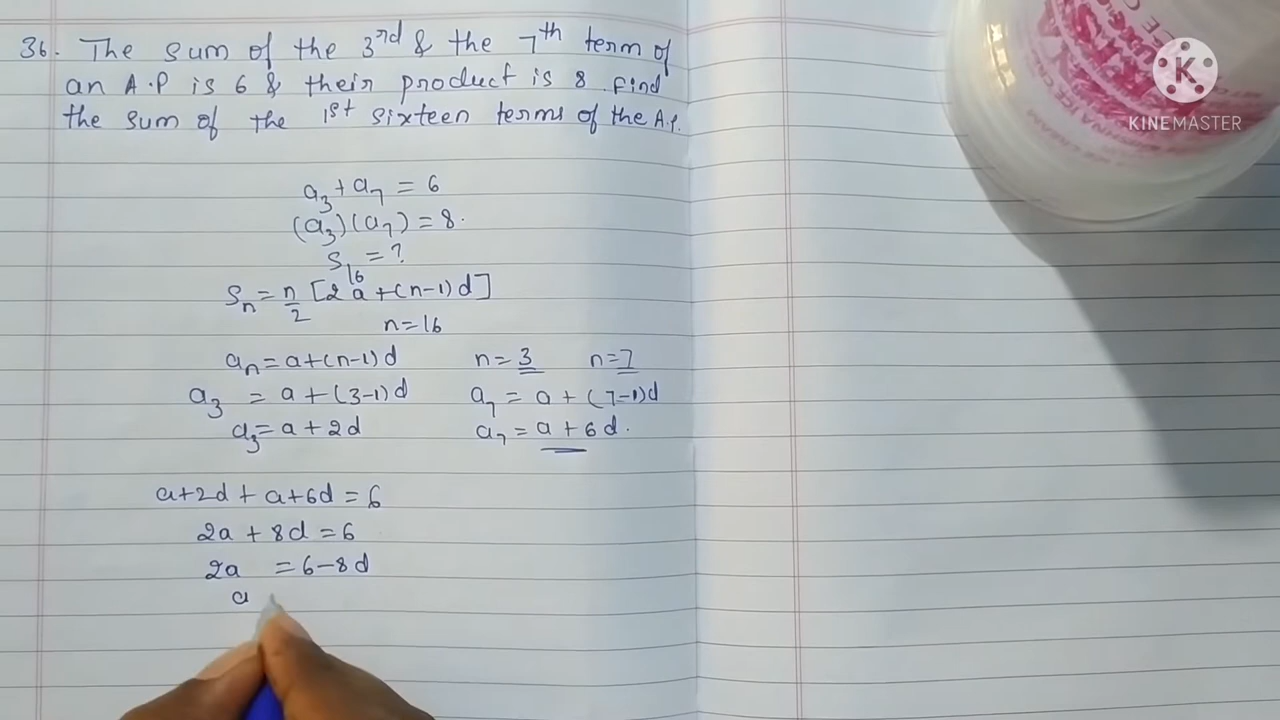 36. The sum of the 3rd & the 7th term of
an A.P is 6 & their product is 8. find
the sum of the 1st sixteen terms of the A.P.
a3 + a7 = 6
(a3)(a7) = 8.
S16 = ?
Sn = n/2 [2a + (n-1)d]
n=16
an = a+(n-1)d n=3 n=7
a3 = a + (3-1)d a7 = a + (7-1)d
a3 = a + 2d a7 = a + 6d.
a+2d + a+6d = 6
2a + 8d = 6
2a = 6-8d
a
K
KINEMASTER